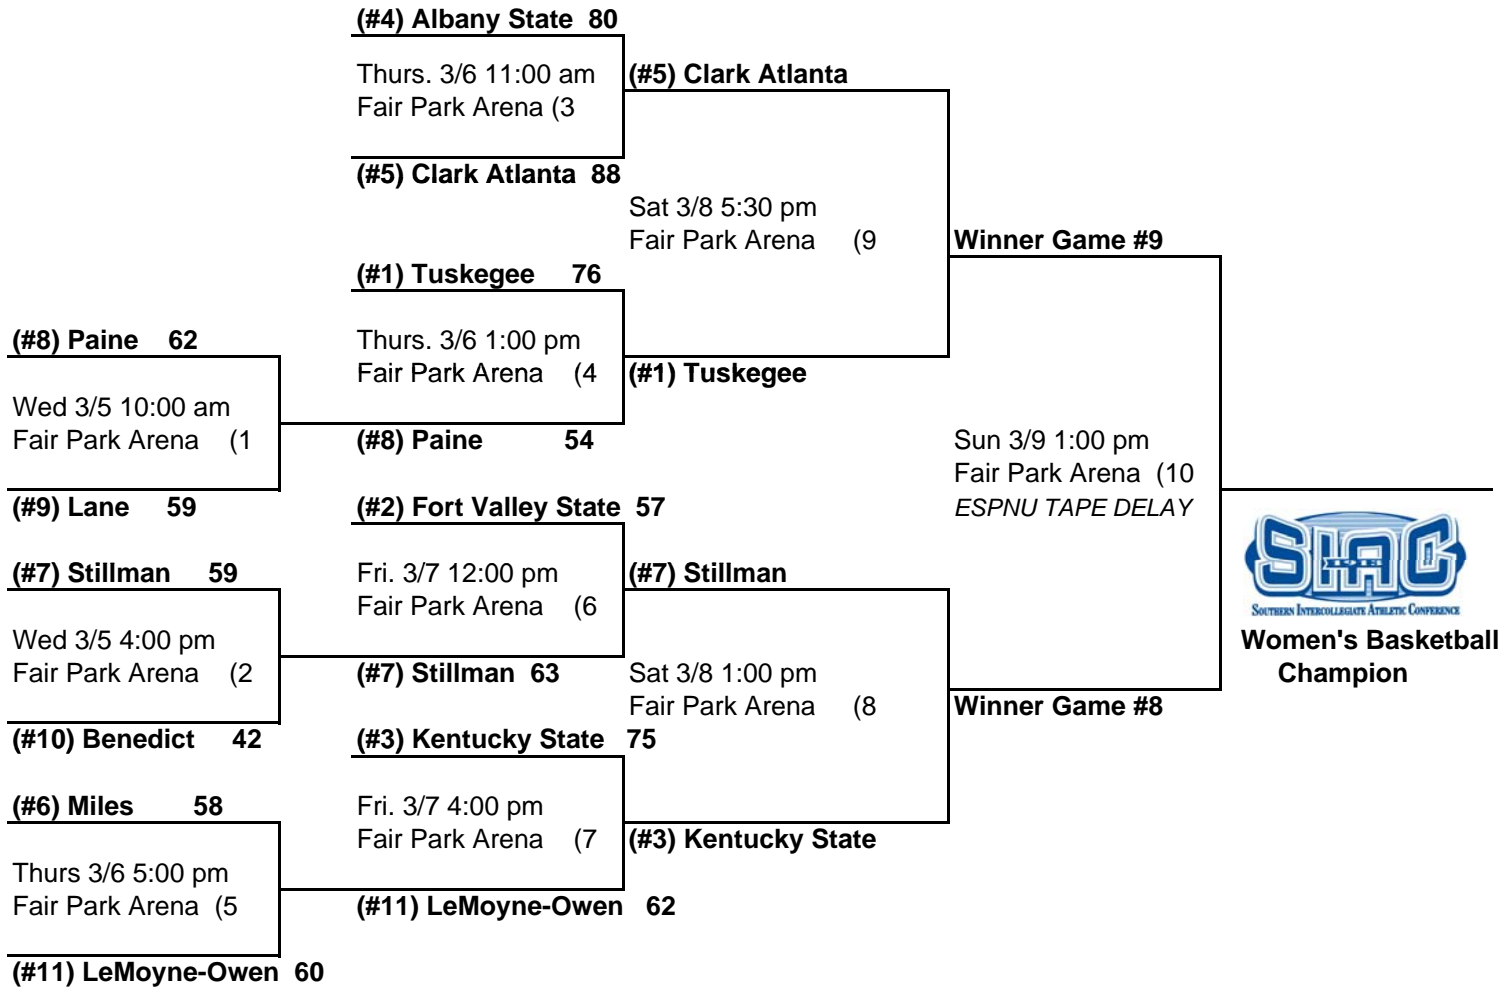 (#4) Albany State 80
Thurs. 3/6 11:00 am
Fair Park Arena (3
(#5) Clark Atlanta
(#5) Clark Atlanta 88
Sat 3/8 5:30 pm
Fair Park Arena (9
Winner Game #9
(#1) Tuskegee 76
(#8) Paine 62
Thurs. 3/6 1:00 pm
Fair Park Arena (4
(#1) Tuskegee
Wed 3/5 10:00 am
Fair Park Arena (1
(#8) Paine 54
Sun 3/9 1:00 pm
Fair Park Arena (10
ESPNU TAPE DELAY
(#9) Lane 59
(#2) Fort Valley State 57
(#7) Stillman 59
Fri. 3/7 12:00 pm
Fair Park Arena (6
(#7) Stillman
SIAC
1913
SOUTHERN INTERCOLLEGIATE ATHLETIC CONFERENCE
Women's Basketball
Champion
Wed 3/5 4:00 pm
Fair Park Arena (2
(#7) Stillman 63
Sat 3/8 1:00 pm
Fair Park Arena (8
Winner Game #8
(#10) Benedict 42
(#3) Kentucky State 75
(#6) Miles 58
Fri. 3/7 4:00 pm
Fair Park Arena (7
(#3) Kentucky State
Thurs 3/6 5:00 pm
Fair Park Arena (5
(#11) LeMoyne-Owen 62
(#11) LeMoyne-Owen 60